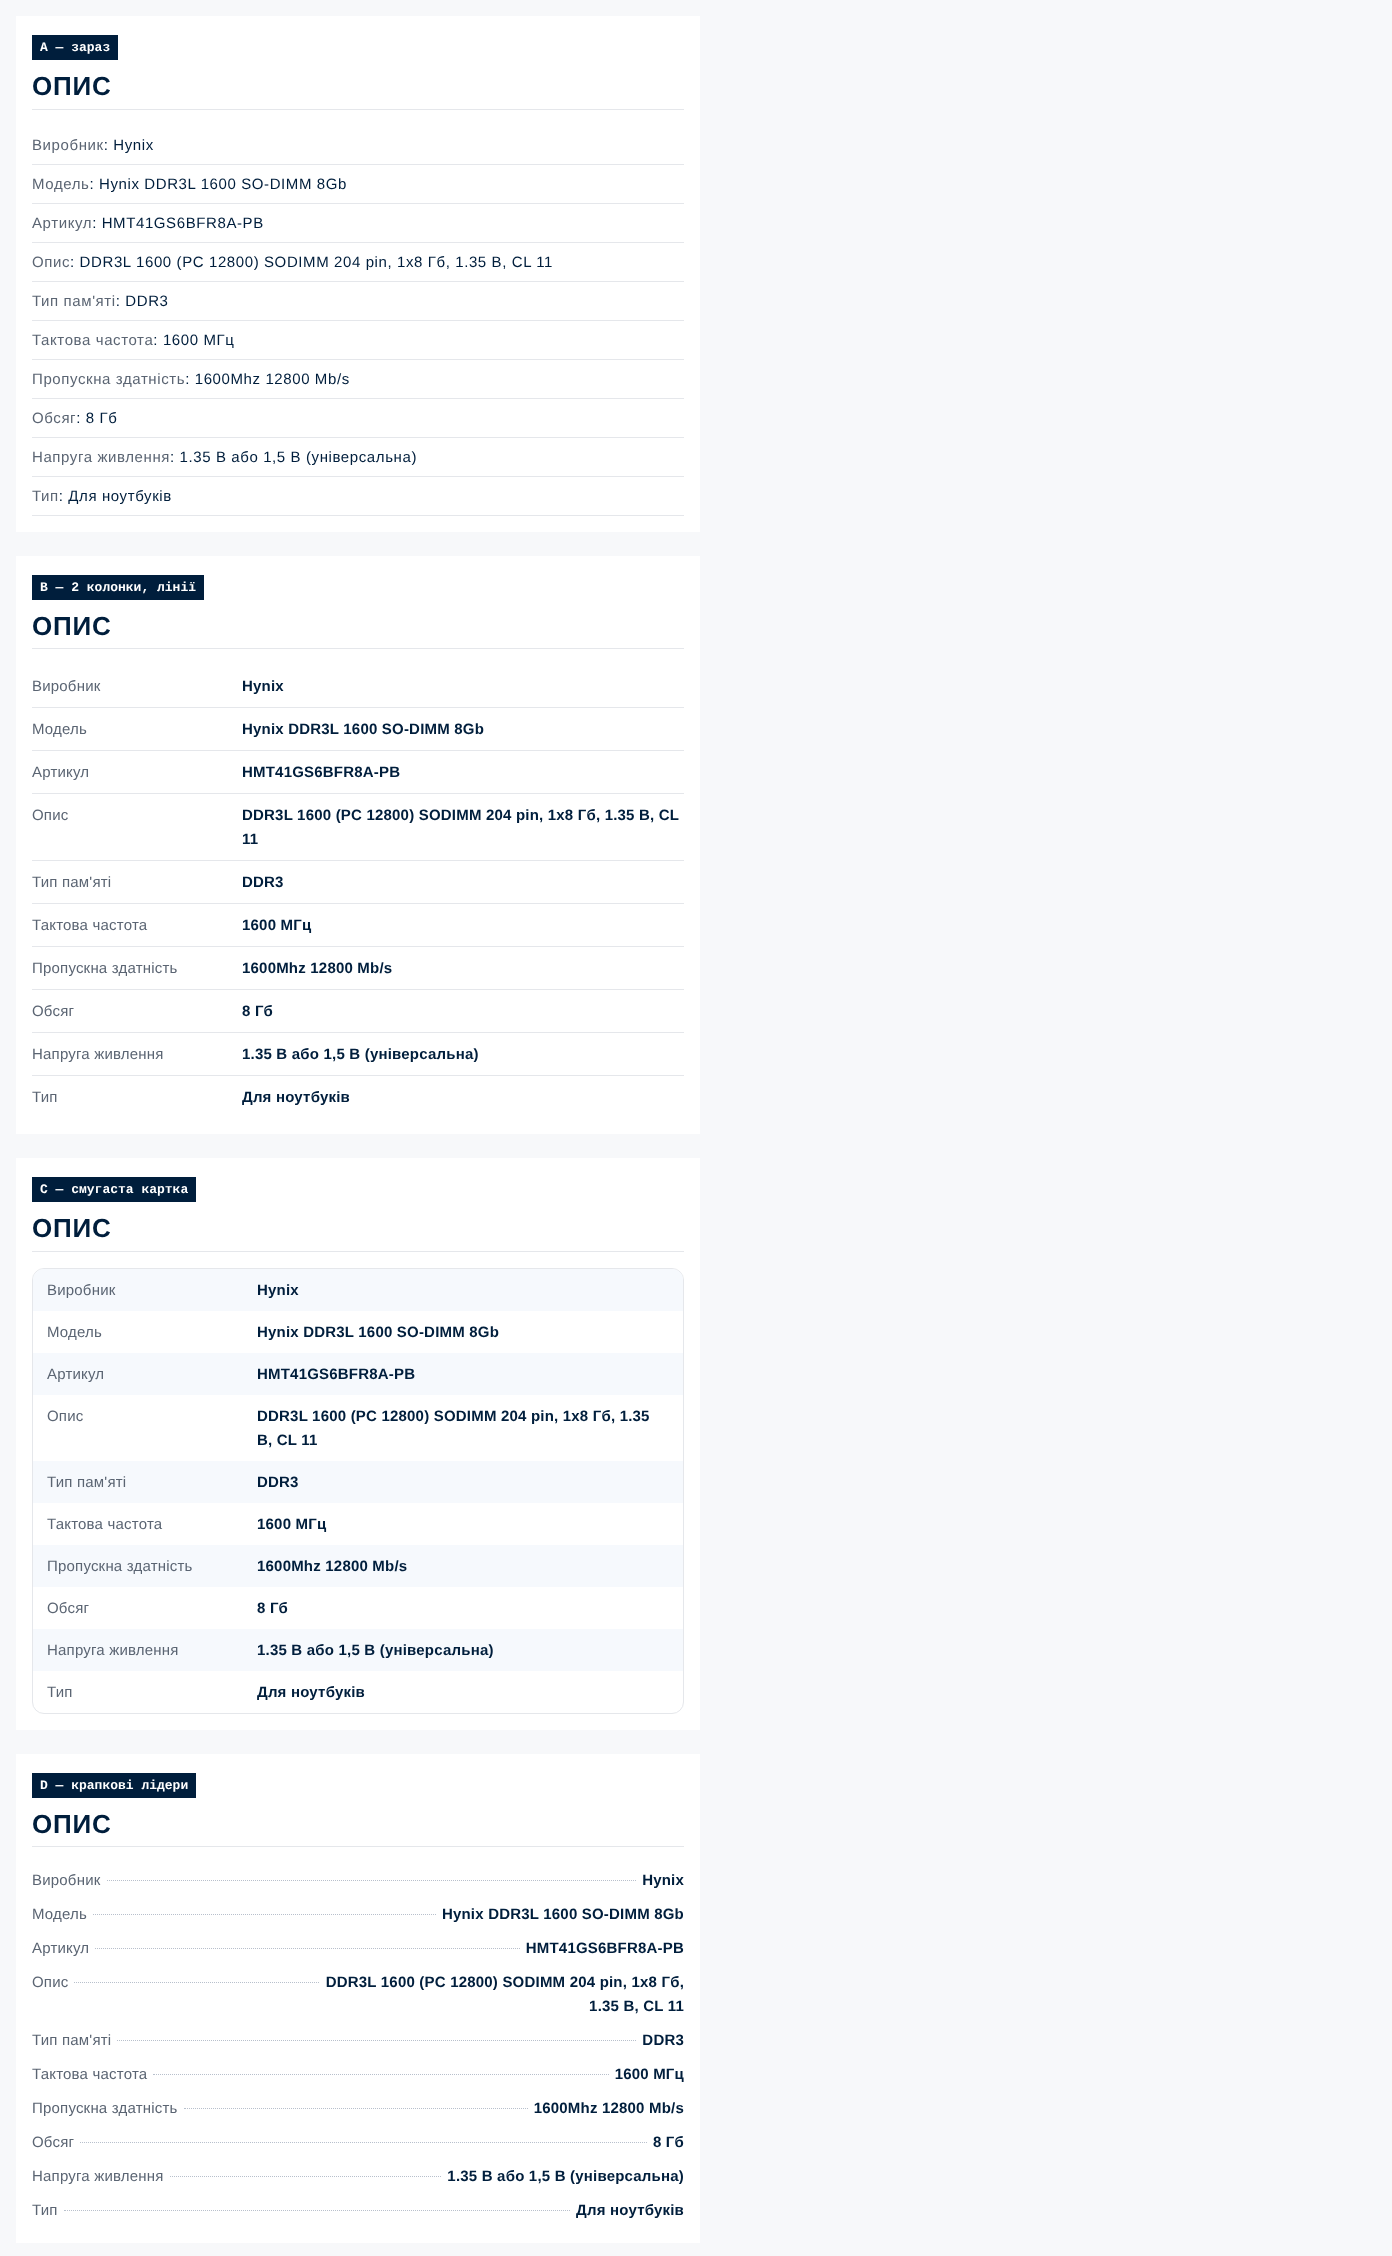 A — зараз
ОПИС
Виробник: Hynix
Модель: Hynix DDR3L 1600 SO-DIMM 8Gb
Артикул: HMT41GS6BFR8A-PB
Опис: DDR3L 1600 (PC 12800) SODIMM 204 pin, 1x8 Гб, 1.35 В, CL 11
Тип пам'яті: DDR3
Тактова частота: 1600 МГц
Пропускна здатність: 1600Mhz 12800 Mb/s
Обсяг: 8 Гб
Напруга живлення: 1.35 В або 1,5 В (універсальна)
Тип: Для ноутбуків
B — 2 колонки, лінії
ОПИС
Виробник Hynix
Модель Hynix DDR3L 1600 SO-DIMM 8Gb
Артикул HMT41GS6BFR8A-PB
Опис DDR3L 1600 (PC 12800) SODIMM 204 pin, 1x8 Гб, 1.35 В, CL
11
Тип пам'яті DDR3
Тактова частота 1600 МГц
Пропускна здатність 1600Mhz 12800 Mb/s
Обсяг 8 Гб
Напруга живлення 1.35 В або 1,5 В (універсальна)
Тип Для ноутбуків
C — смугаста картка
ОПИС
Виробник Hynix
Модель Hynix DDR3L 1600 SO-DIMM 8Gb
Артикул HMT41GS6BFR8A-PB
Опис DDR3L 1600 (PC 12800) SODIMM 204 pin, 1x8 Гб, 1.35
В, CL 11
Тип пам'яті DDR3
Тактова частота 1600 МГц
Пропускна здатність 1600Mhz 12800 Mb/s
Обсяг 8 Гб
Напруга живлення 1.35 В або 1,5 В (універсальна)
Тип Для ноутбуків
D — крапкові лідери
ОПИС
Виробник Hynix
Модель Hynix DDR3L 1600 SO-DIMM 8Gb
Артикул HMT41GS6BFR8A-PB
Опис DDR3L 1600 (PC 12800) SODIMM 204 pin, 1x8 Гб,
1.35 В, CL 11
Тип пам'яті DDR3
Тактова частота 1600 МГц
Пропускна здатність 1600Mhz 12800 Mb/s
Обсяг 8 Гб
Напруга живлення 1.35 В або 1,5 В (універсальна)
Тип Для ноутбуків